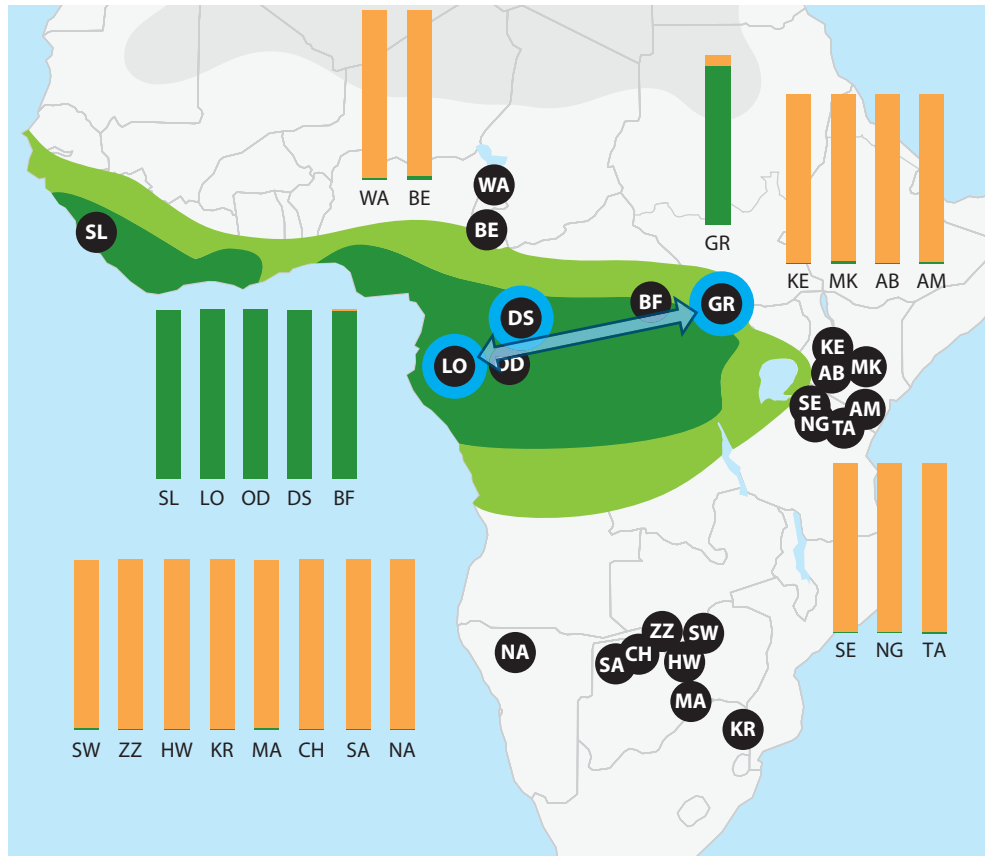 WA BE
GR
KE MK AB AM
WA
SL
BE
BF GR
DS
LO OD
KE
AB MK
SE AM
NG TA
SL LO OD DS BF
SE NG TA
ZZ SW
NA SA CH HW
MA
KR
SW ZZ HW KR MA CH SA NA